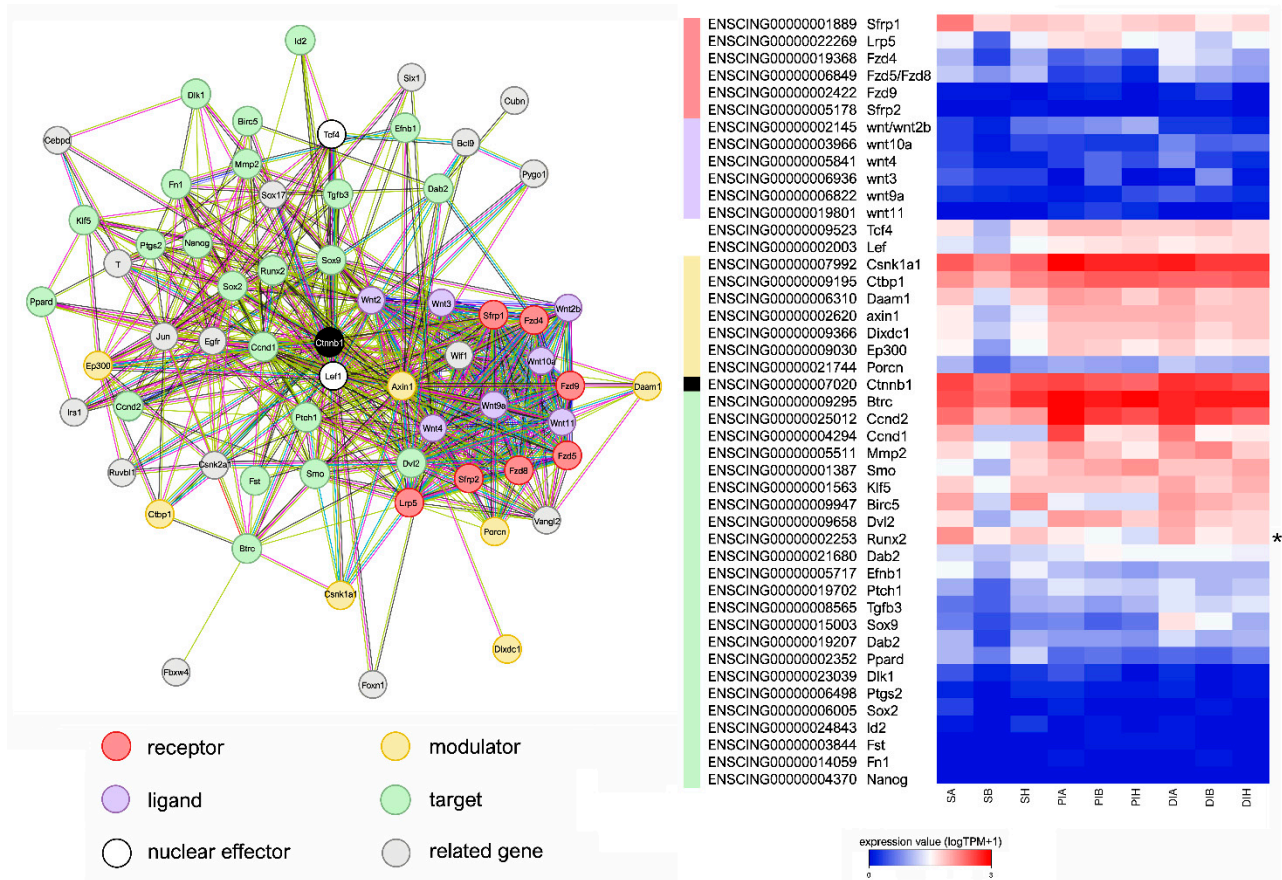 Id2
Six1
Dlk1
Cubn
Birc5
Tcf4
Efnb1
Cebpd
Bcl9
Mmp2
Pygo1
Fn1
Sox17
Tgfb3
Dab2
Klf5
Ptgs2
Nanog
T
Runx2
Sox9
Ppard
Sox2
Wnt2
Wnt3
Wnt2b
Sfrp1
Fzd4
Jun
Egfr
Ccnd1
Ctnnb1
Wif1
Wnt10a
Ep300
Lef1
Axin1
Fzd9
Daam1
Ira1
Ccnd2
Ptch1
Wnt9a
Wnt4
Wnt11
Fzd5
Ruvbl1
Csnk2a1
Fst
Smo
Dvl2
Sfrp2
Fzd8
Lrp5
Ctbp1
Porcn
Vangl2
Btrc
Csnk1a1
Dixdc1
Fbxw4
Foxn1
receptor
modulator
ligand
target
nuclear effector
related gene
ENSCING00000001889 Sfrp1
ENSCING00000022269 Lrp5
ENSCING00000019368 Fzd4
ENSCING00000006849 Fzd5/Fzd8
ENSCING00000002422 Fzd9
ENSCING00000005178 Sfrp2
ENSCING00000002145 wnt/wnt2b
ENSCING00000003966 wnt10a
ENSCING00000005841 wnt4
ENSCING00000006936 wnt3
ENSCING00000006822 wnt9a
ENSCING00000019801 wnt11
ENSCING00000009523 Tcf4
ENSCING00000002003 Lef
ENSCING00000007992 Csnk1a1
ENSCING00000009195 Ctbp1
ENSCING00000006310 Daam1
ENSCING00000002620 axin1
ENSCING00000009366 Dixdc1
ENSCING00000009030 Ep300
ENSCING00000021744 Porcn
ENSCING00000007020 Ctnnb1
ENSCING00000009295 Btrc
ENSCING00000025012 Ccnd2
ENSCING00000004294 Ccnd1
ENSCING00000005511 Mmp2
ENSCING00000001387 Smo
ENSCING00000001563 Klf5
ENSCING00000009947 Birc5
ENSCING00000009658 Dvl2
ENSCING00000002253 Runx2 *
ENSCING00000021680 Dab2
ENSCING00000005717 Efnb1
ENSCING00000019702 Ptch1
ENSCING00000008565 Tgfb3
ENSCING00000015003 Sox9
ENSCING00000019207 Dab2
ENSCING00000002352 Ppard
ENSCING00000023039 Dlk1
ENSCING00000006498 Ptgs2
ENSCING00000006005 Sox2
ENSCING00000024843 Id2
ENSCING00000003844 Fst
ENSCING00000014059 Fn1
ENSCING00000004370 Nanog
SA SB SH PIA PIB PIH DIA DIB DIH
expression value (logTPM+1)
0 3